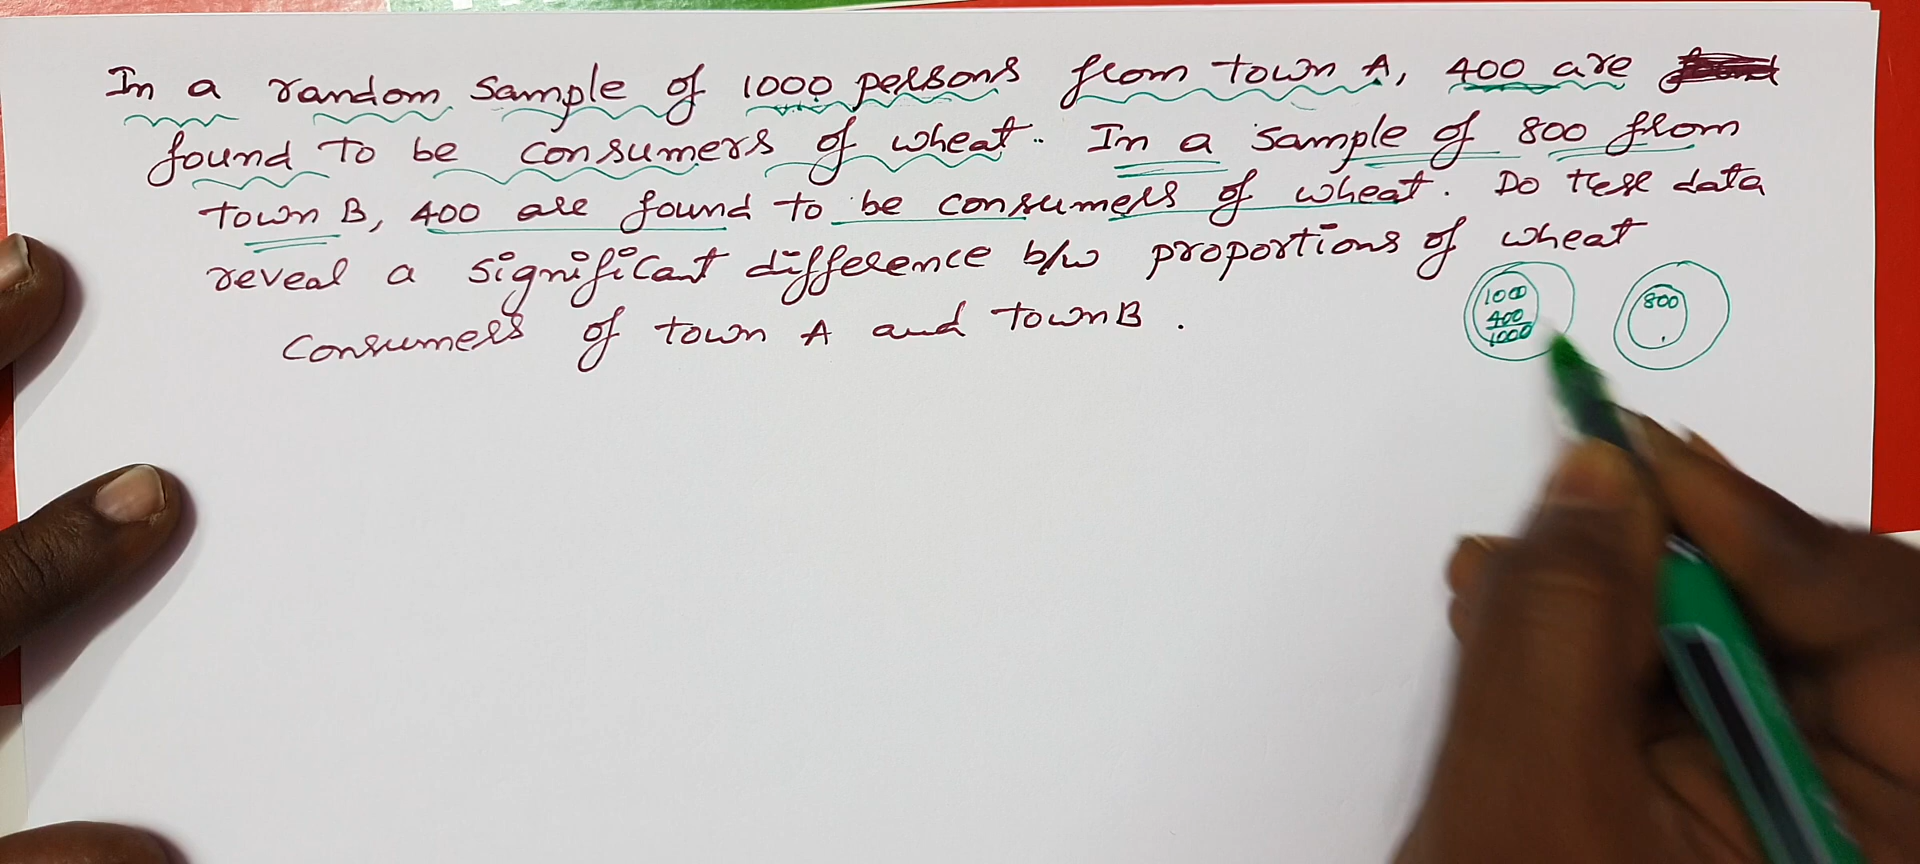 In a random sample of 1000 persons from town A, 400 are
found to be consumers of wheat. In a sample of 800 from
town B, 400 are found to be consumers of wheat. Do these data
reveal a significant difference b/w proportions of wheat
consumers of town A and town B.
1000
400
1000
800